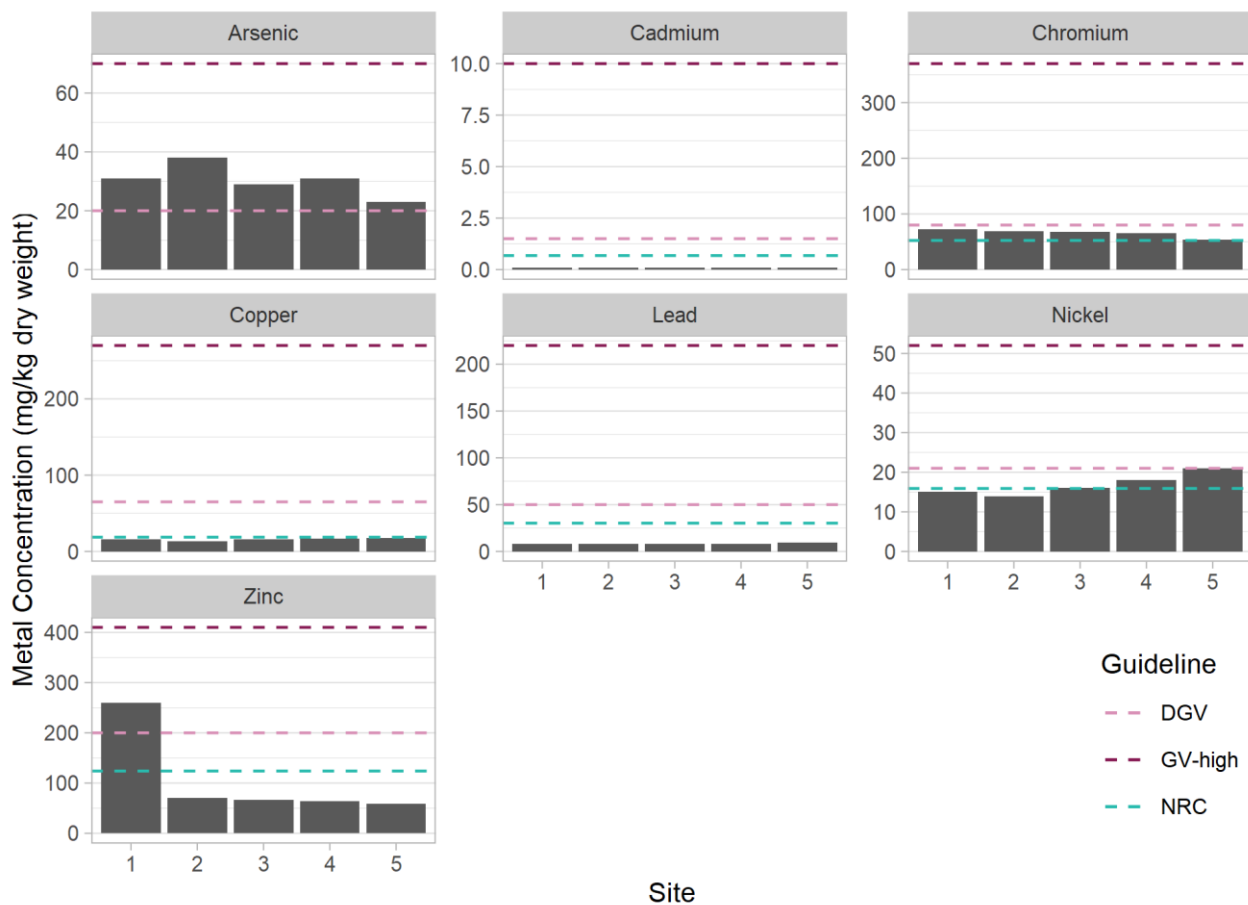 Metal Concentration (mg/kg dry weight)
Arsenic
60
40
20
0
Cadmium
10.0
7.5
5.0
2.5
0.0
Chromium
300
200
100
0
Copper
200
100
0
Lead
200
150
100
50
0
1 2 3 4 5
Nickel
50
40
30
20
10
0
1 2 3 4 5
Zinc
400
300
200
100
0
1 2 3 4 5
Site
Guideline
DGV
GV-high
NRC